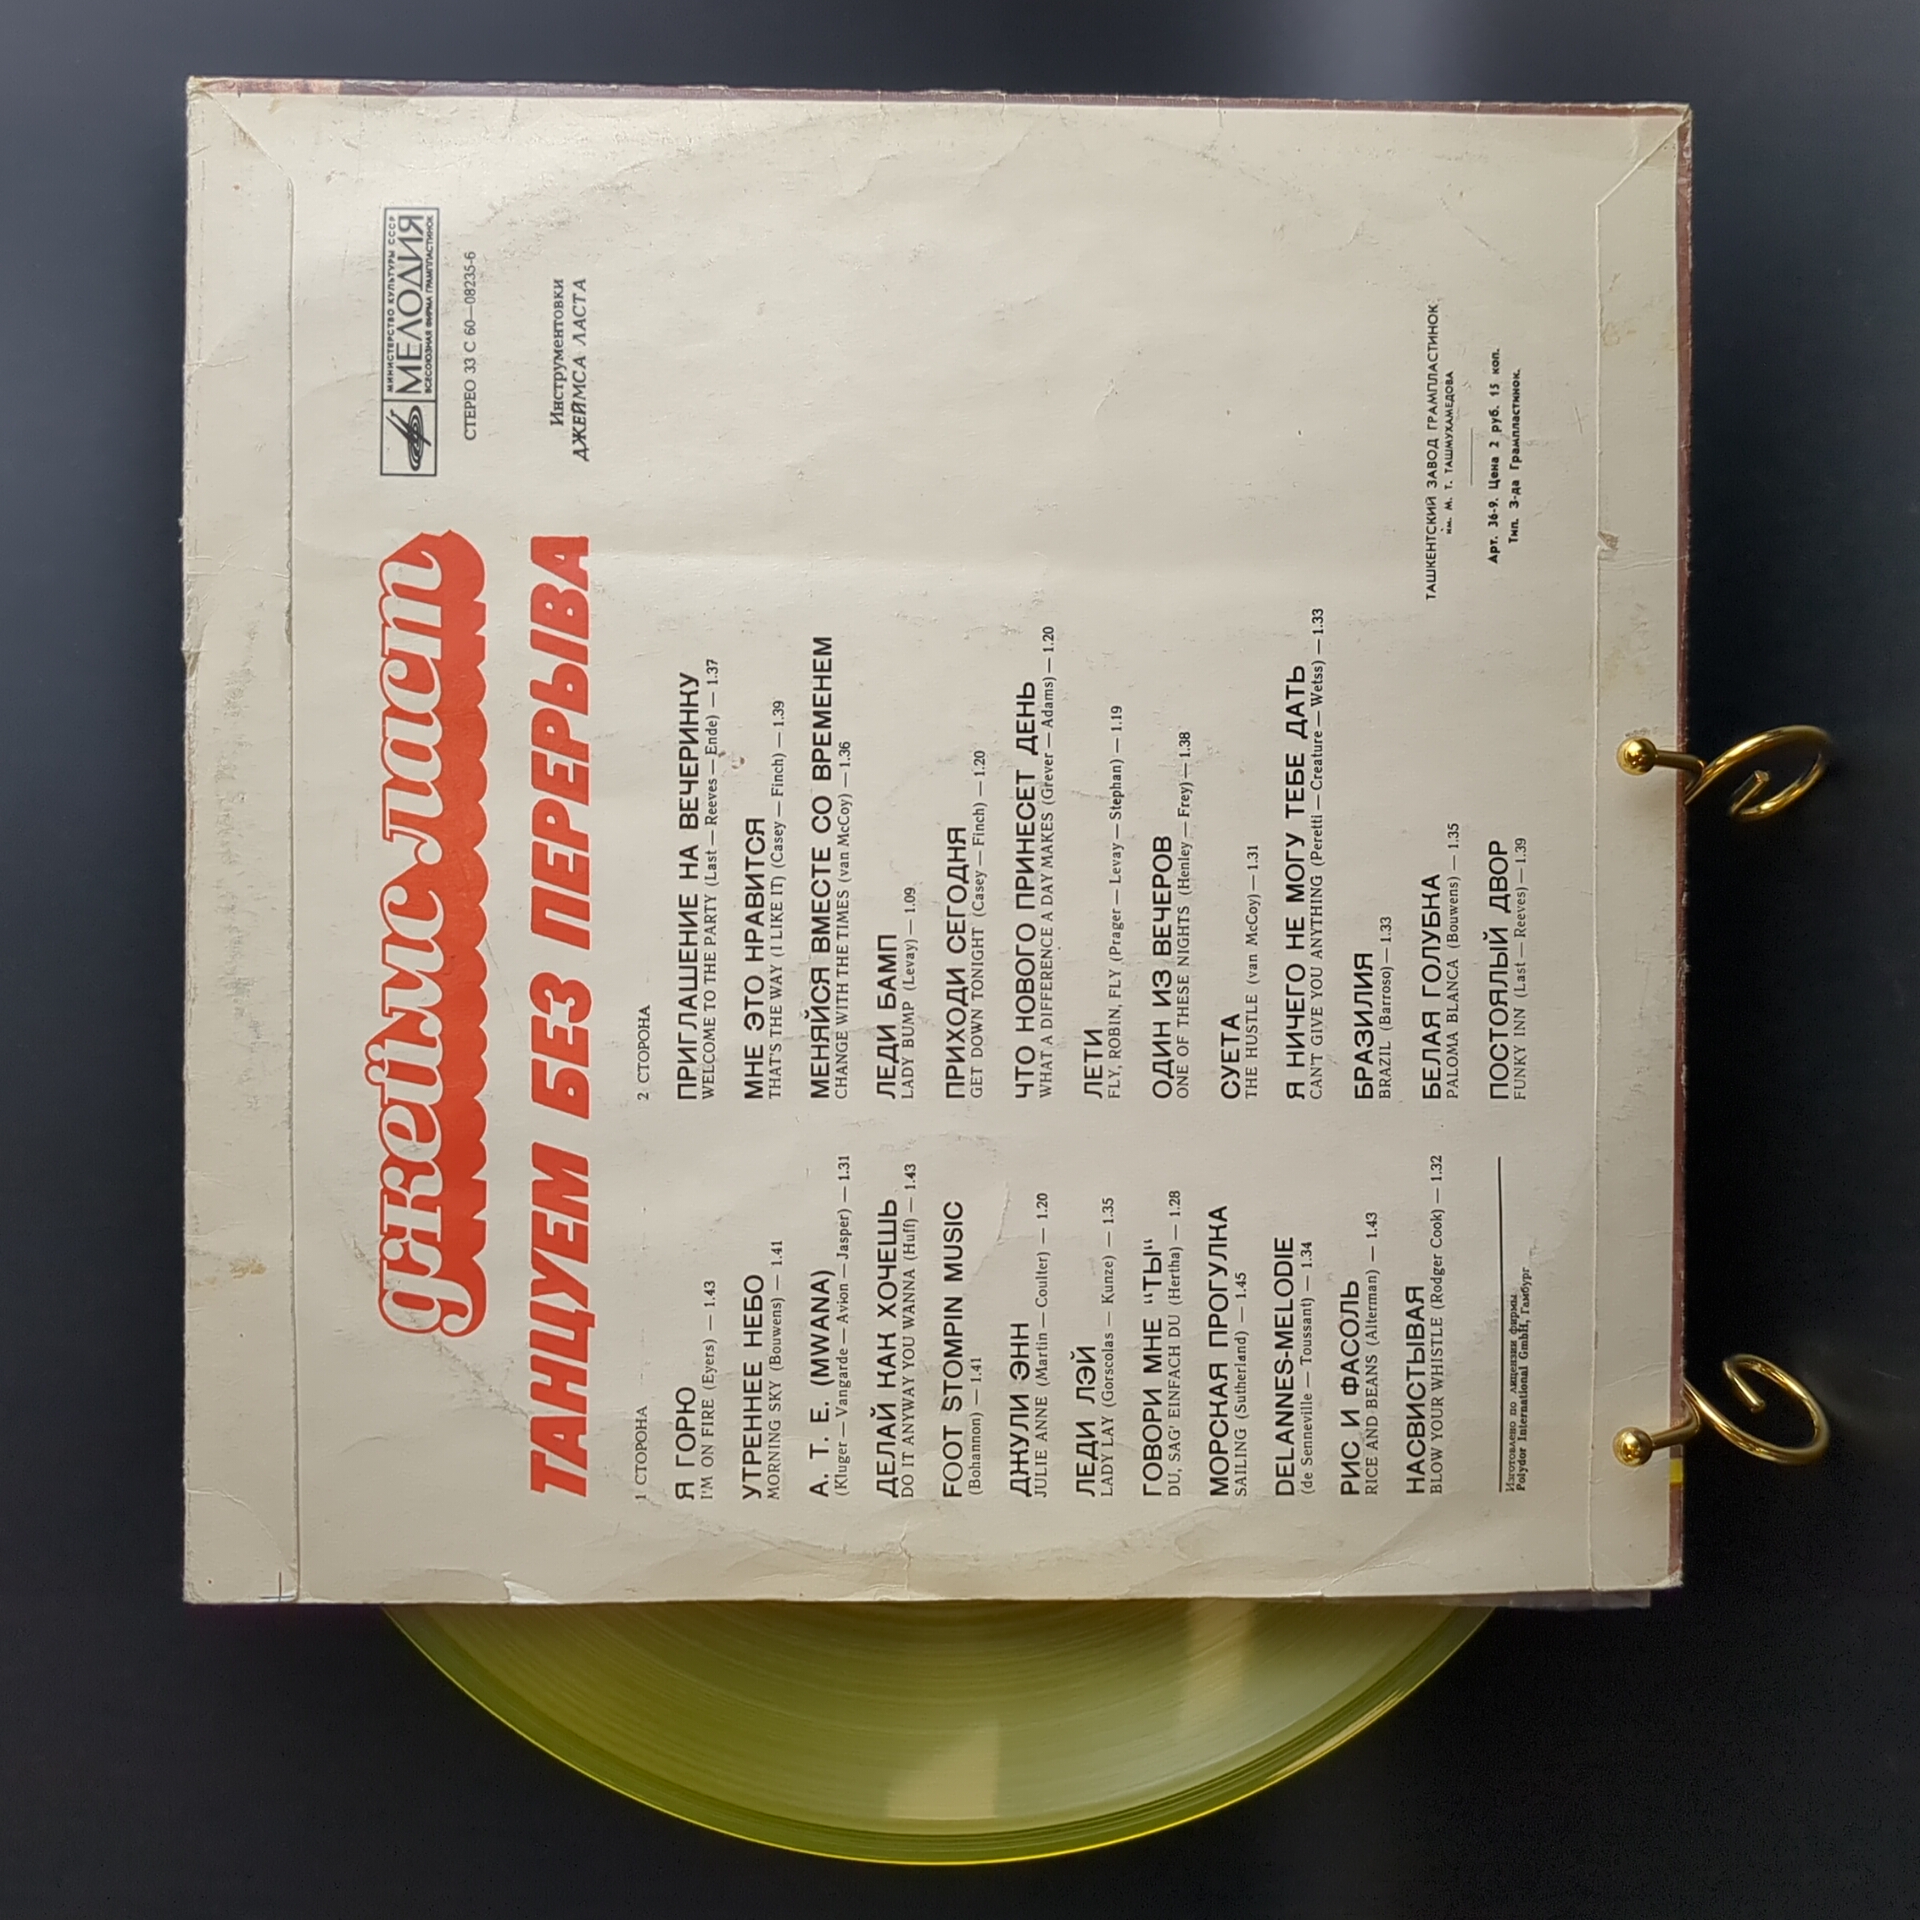 Джеймс Ласт
ТАНЦУЕМ БЕЗ ПЕРЕРЫВА
МИНИСТЕРСТВО КУЛЬТУРЫ СССР
МЕЛОДИЯ
ВСЕСОЮЗНАЯ ФИРМА ГРАМПЛАСТИНОК
СТЕРЕО 33 С 60—08235-6
Инструментовки
ДЖЕЙМСА ЛАСТА
1 СТОРОНА
Я ГОРЮ
I'M ON FIRE (Eyers) — 1.43
УТРЕННЕЕ НЕБО
MORNING SKY (Bouwens) — 1.41
A. T. E. (MWANA)
(Kluger — Vangarde — Avion — Jasper) — 1.31
ДЕЛАЙ КАК ХОЧЕШЬ
DO IT ANYWAY YOU WANNA (Huff) — 1.43
FOOT STOMPIN MUSIC
(Bohannon) — 1.41
ДЖУЛИ ЭНН
JULIE ANNE (Martin — Coulter) — 1.20
ЛЕДИ ЛЭЙ
LADY LAY (Gorscolas — Kunze) — 1.35
ГОВОРИ МНЕ “ТЫ“
DU, SAG' EINFACH DU (Hertha) — 1.28
МОРСКАЯ ПРОГУЛКА
SAILING (Sutherland) — 1.45
DELANNES-MELODIE
(de Senneville — Toussant) — 1.34
РИС И ФАСОЛЬ
RICE AND BEANS (Alterman) — 1.43
НАСВИСТЫВАЯ
BLOW YOUR WHISTLE (Rodger Cook) — 1.32
Изготовлено по лицензии фирмы
Polydor International GmbH, Гамбург
2 СТОРОНА
ПРИГЛАШЕНИЕ НА ВЕЧЕРИНКУ
WELCOME TO THE PARTY (Last — Reeves — Ende) — 1.37
МНЕ ЭТО НРАВИТСЯ
THAT'S THE WAY (I LIKE IT) (Casey — Finch) — 1.39
МЕНЯЙСЯ ВМЕСТЕ СО ВРЕМЕНЕМ
CHANGE WITH THE TIMES (van McCoy) — 1.36
ЛЕДИ БАМП
LADY BUMP (Levay) — 1.09
ПРИХОДИ СЕГОДНЯ
GET DOWN TONIGHT (Casey — Finch) — 1.20
ЧТО НОВОГО ПРИНЕСЕТ ДЕНЬ
WHAT A DIFFERENCE A DAY MAKES (Grever — Adams) — 1.20
ЛЕТИ
FLY, ROBIN, FLY (Prager — Levay — Stephan) — 1.19
ОДИН ИЗ ВЕЧЕРОВ
ONE OF THESE NIGHTS (Henley — Frey) — 1.38
СУЕТА
THE HUSTLE (van McCoy) — 1.31
Я НИЧЕГО НЕ МОГУ ТЕБЕ ДАТЬ
CAN'T GIVE YOU ANYTHING (Peretti — Creature — Wetss) — 1.33
БРАЗИЛИЯ
BRAZIL (Barroso) — 1.33
БЕЛАЯ ГОЛУБКА
PALOMA BLANCA (Bouwens) — 1.35
ПОСТОЯЛЫЙ ДВОР
FUNKY INN (Last — Reeves) — 1.39
ТАШКЕНТСКИЙ ЗАВОД ГРАМПЛАСТИНОК
им. М. Т. ТАШМУХАМЕДОВА
Арт. 36-9. Цена 2 руб. 15 коп.
Тип. З-да Грампластинок.